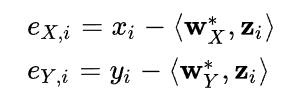 e_{X,i} = x_i − ⟨𝐰*_X, 𝐳_i⟩
e_{Y,i} = y_i − ⟨𝐰*_Y, 𝐳_i⟩